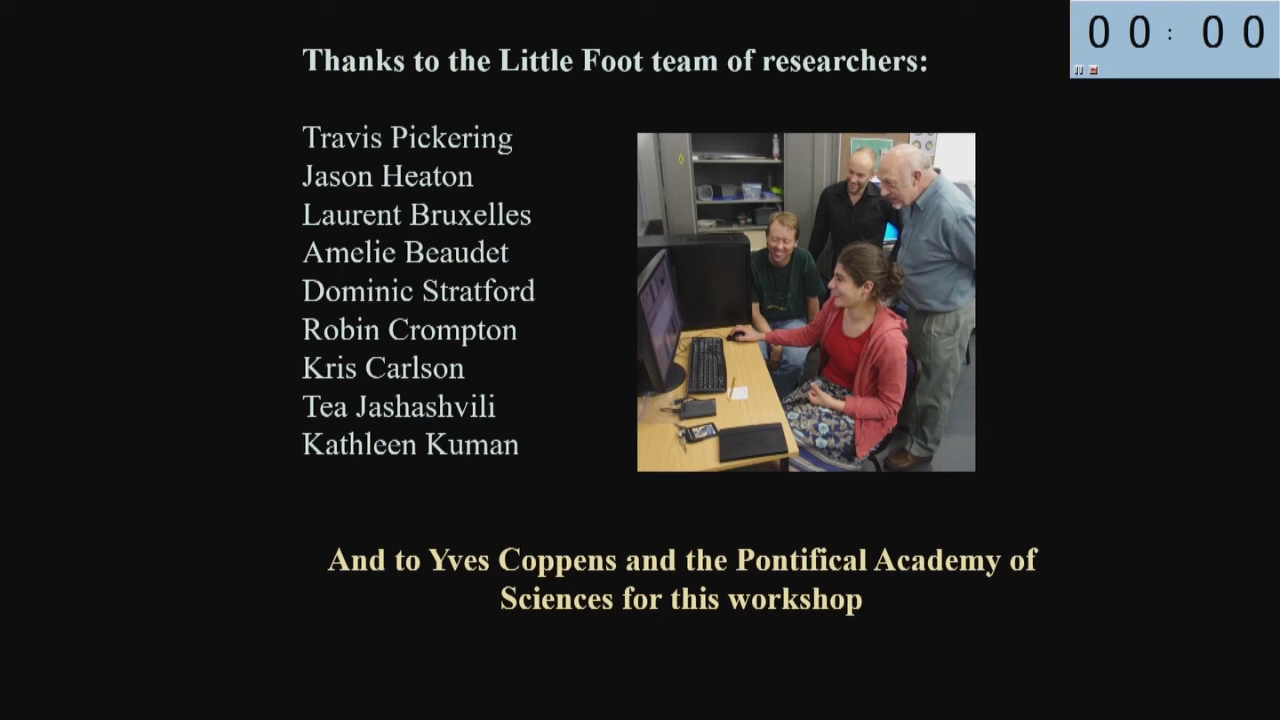 00:00
Thanks to the Little Foot team of researchers:
Travis Pickering
Jason Heaton
Laurent Bruxelles
Amelie Beaudet
Dominic Stratford
Robin Crompton
Kris Carlson
Tea Jashashvili
Kathleen Kuman
And to Yves Coppens and the Pontifical Academy of
Sciences for this workshop